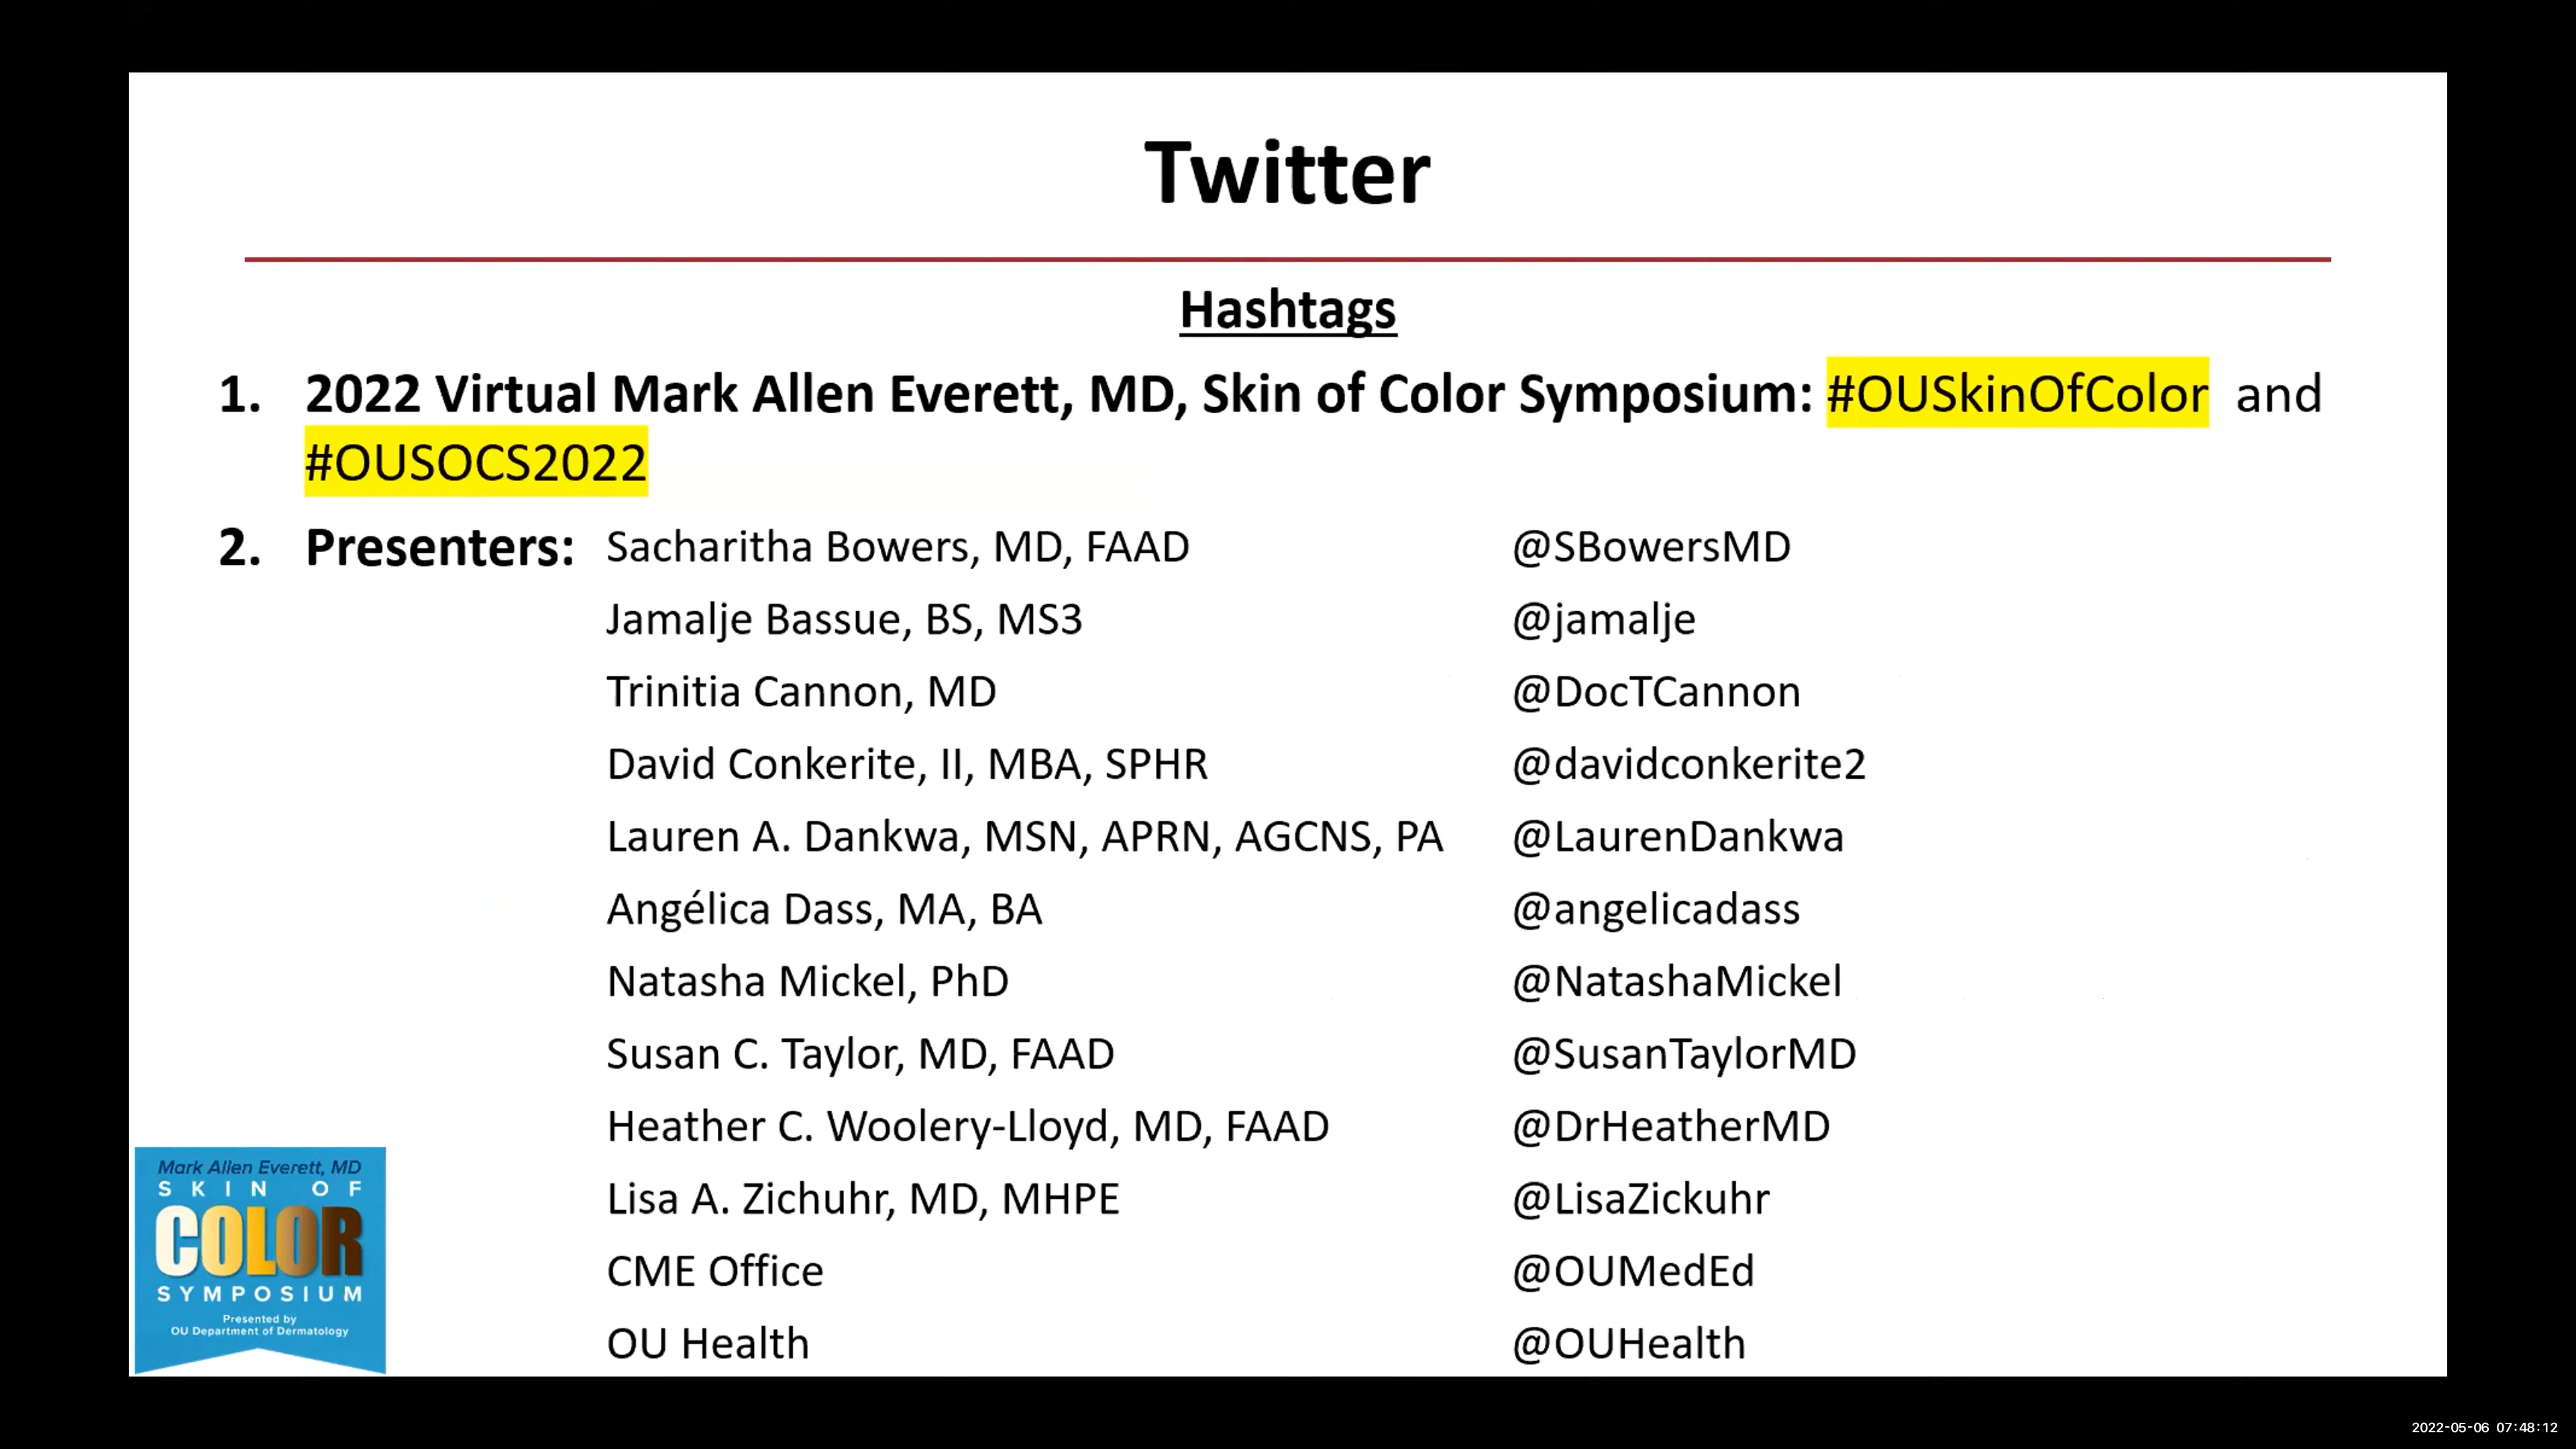 Twitter
Hashtags
1. 2022 Virtual Mark Allen Everett, MD, Skin of Color Symposium: #OUSkinOfColor and
#OUSOCS2022
2. Presenters: Sacharitha Bowers, MD, FAAD @SBowersMD
Jamalje Bassue, BS, MS3 @jamalje
Trinitia Cannon, MD @DocTCannon
David Conkerite, II, MBA, SPHR @davidconkerite2
Lauren A. Dankwa, MSN, APRN, AGCNS, PA @LaurenDankwa
Angélica Dass, MA, BA @angelicadass
Natasha Mickel, PhD @NatashaMickel
Susan C. Taylor, MD, FAAD @SusanTaylorMD
Heather C. Woolery-Lloyd, MD, FAAD @DrHeatherMD
Lisa A. Zichuhr, MD, MHPE @LisaZickuhr
CME Office @OUMedEd
OU Health @OUHealth
Mark Allen Everett, MD
SKIN OF
COLOR
SYMPOSIUM
Presented by
OU Department of Dermatology
2022-05-06 07:48:12